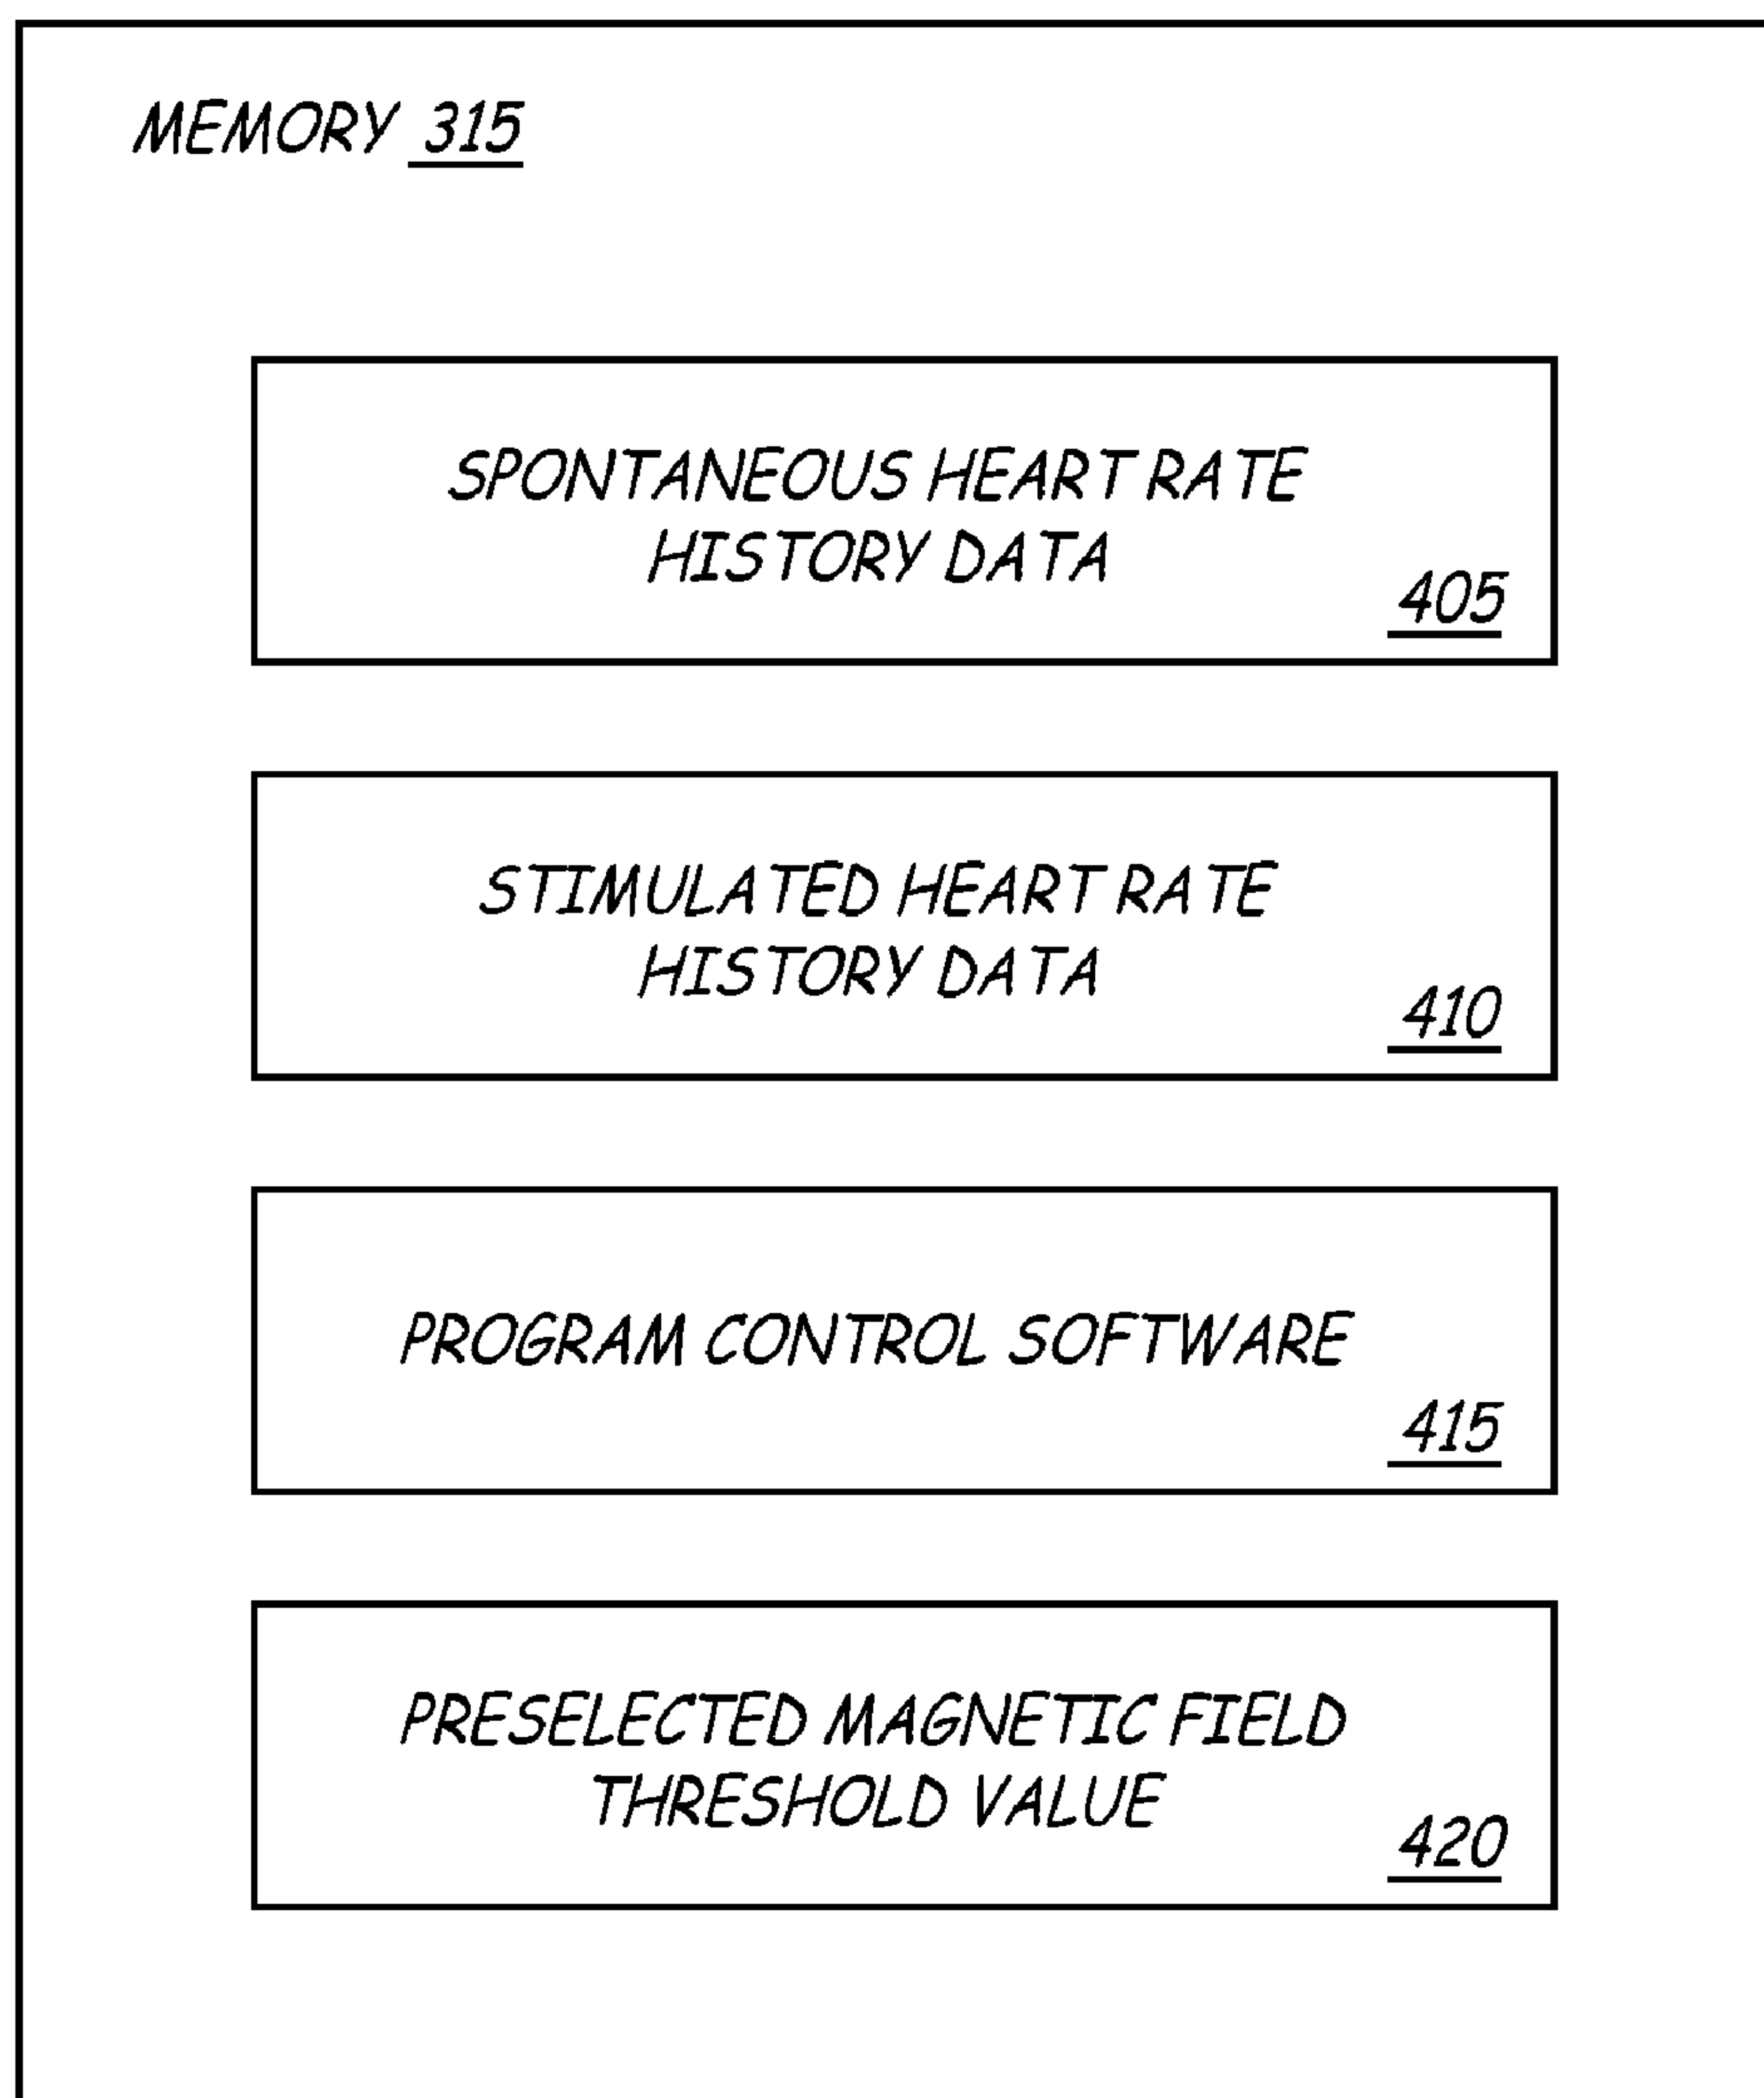 MEMORY 315
SPONTANEOUS HEART RATE
HISTORY DATA
405
STIMULATED HEART RATE
HISTORY DATA
410
PROGRAM CONTROL SOFTWARE
415
PRESELECTED MAGNETIC FIELD
THRESHOLD VALUE
420